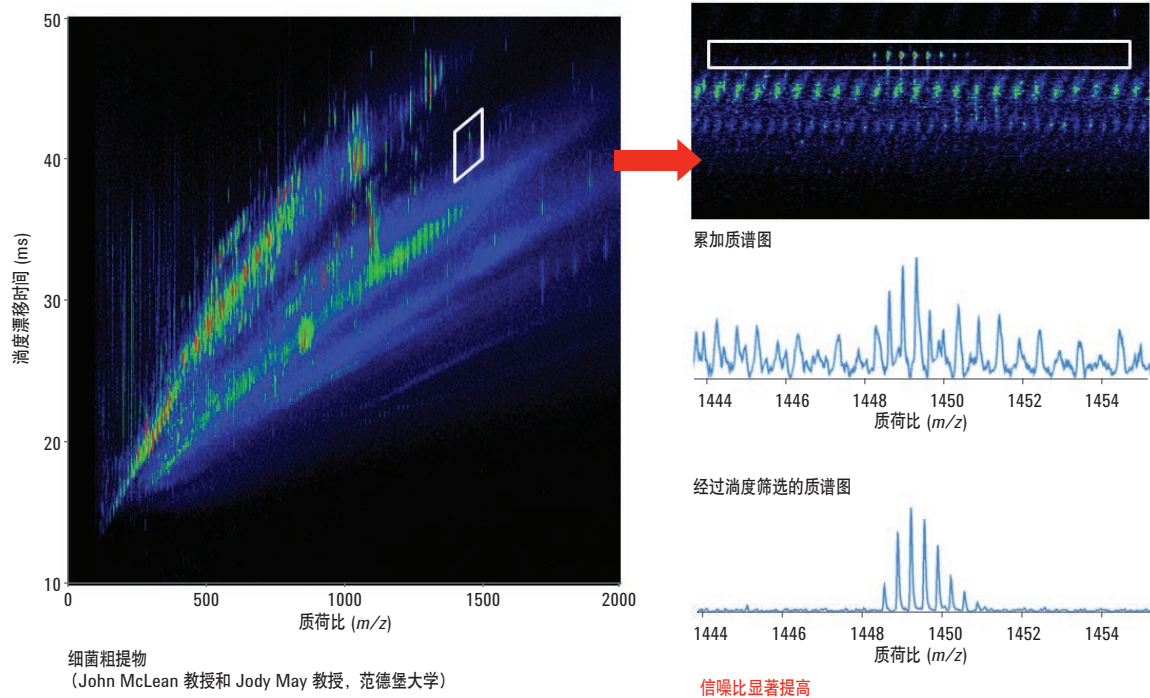 50
40
30
20
10
淌度漂移时间 (ms)
0
500
1000
1500
2000
质荷比 (m/z)
细菌粗提物
（John McLean 教授和 Jody May 教授，范德堡大学）
累加质谱图
1444
1446
1448
1450
1452
1454
质荷比 (m/z)
经过淌度筛选的质谱图
1444
1446
1448
1450
1452
1454
质荷比 (m/z)
信噪比显著提高